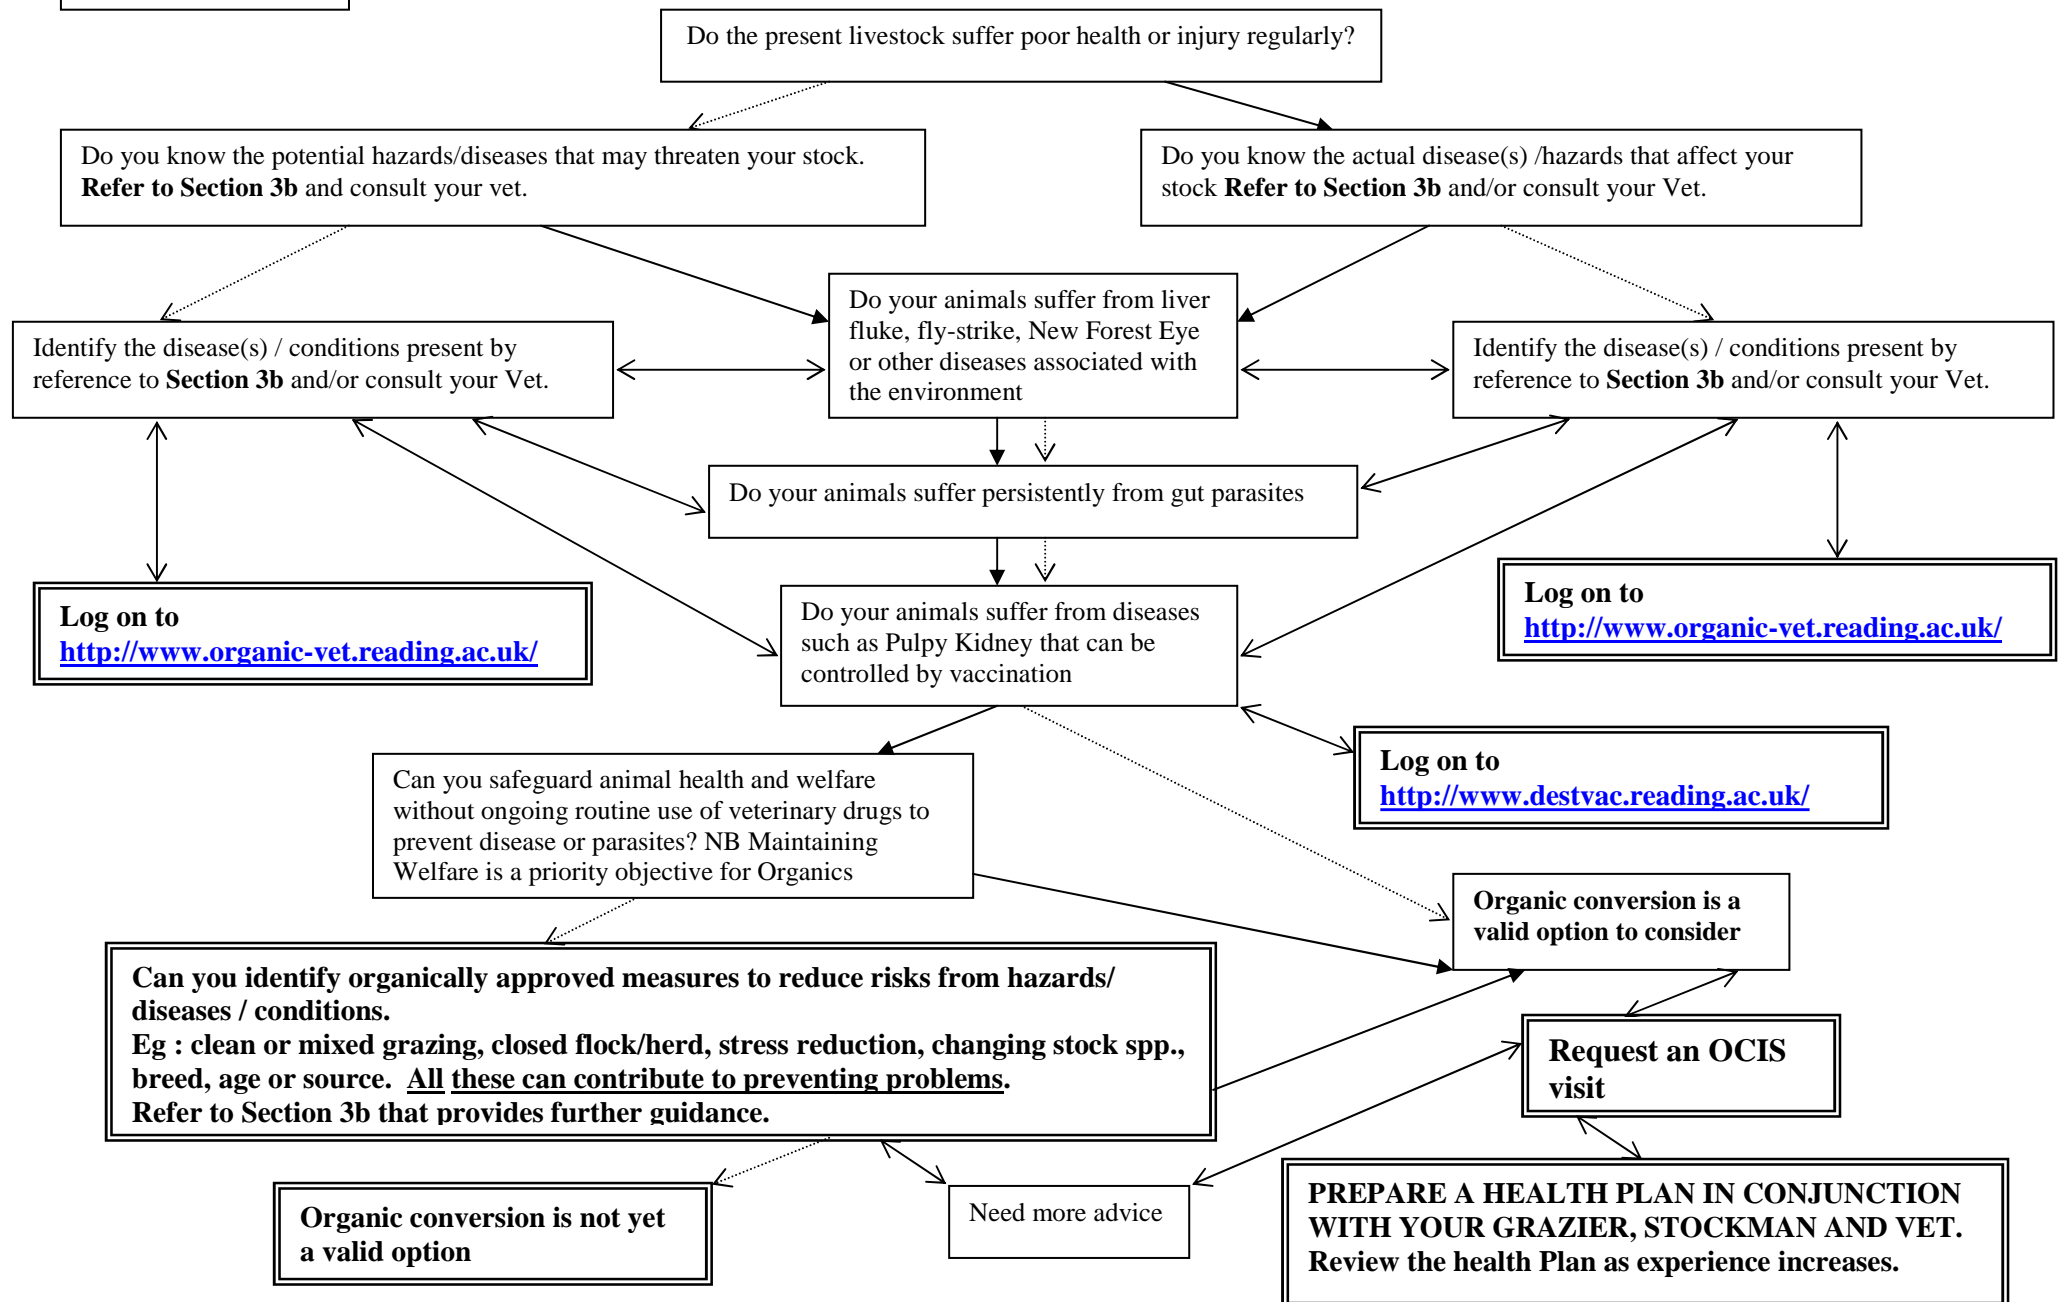 Do the present livestock suffer poor health or injury regularly?
Do you know the potential hazards/diseases that may threaten your stock.
Refer to Section 3b and consult your vet.
Do you know the actual disease(s) /hazards that affect your
stock Refer to Section 3b and/or consult your Vet.
Do your animals suffer from liver
fluke, fly-strike, New Forest Eye
or other diseases associated with
the environment
Identify the disease(s) / conditions present by
reference to Section 3b and/or consult your Vet.
Identify the disease(s) / conditions present by
reference to Section 3b and/or consult your Vet.
Do your animals suffer persistently from gut parasites
Log on to
http://www.organic-vet.reading.ac.uk/
Do your animals suffer from diseases
such as Pulpy Kidney that can be
controlled by vaccination
Log on to
http://www.organic-vet.reading.ac.uk/
Log on to
http://www.destvac.reading.ac.uk/
Can you safeguard animal health and welfare
without ongoing routine use of veterinary drugs to
prevent disease or parasites? NB Maintaining
Welfare is a priority objective for Organics
Organic conversion is a
valid option to consider
Can you identify organically approved measures to reduce risks from hazards/
diseases / conditions.
Eg : clean or mixed grazing, closed flock/herd, stress reduction, changing stock spp.,
breed, age or source.  All these can contribute to preventing problems.
Refer to Section 3b that provides further guidance.
Request an OCIS
visit
Organic conversion is not yet
a valid option
Need more advice
PREPARE A HEALTH PLAN IN CONJUNCTION
WITH YOUR GRAZIER, STOCKMAN AND VET.
Review the health Plan as experience increases.